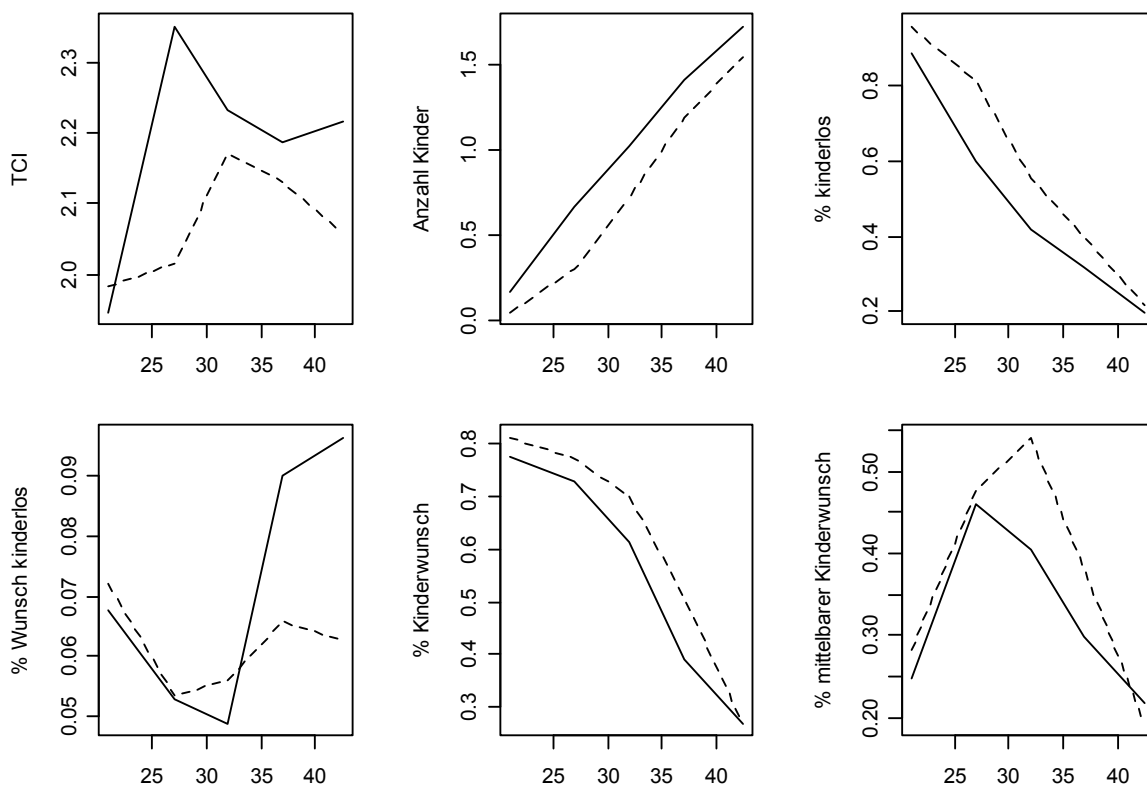 TCI
2.0 2.1 2.2 2.3
25 30 35 40
Anzahl Kinder
0.0 0.5 1.0 1.5
25 30 35 40
% kinderlos
0.2 0.4 0.6 0.8
25 30 35 40
% Wunsch kinderlos
0.05 0.06 0.07 0.08 0.09
25 30 35 40
% Kinderwunsch
0.3 0.4 0.5 0.6 0.7 0.8
25 30 35 40
% mittelbarer Kinderwunsch
0.20 0.30 0.40 0.50
25 30 35 40